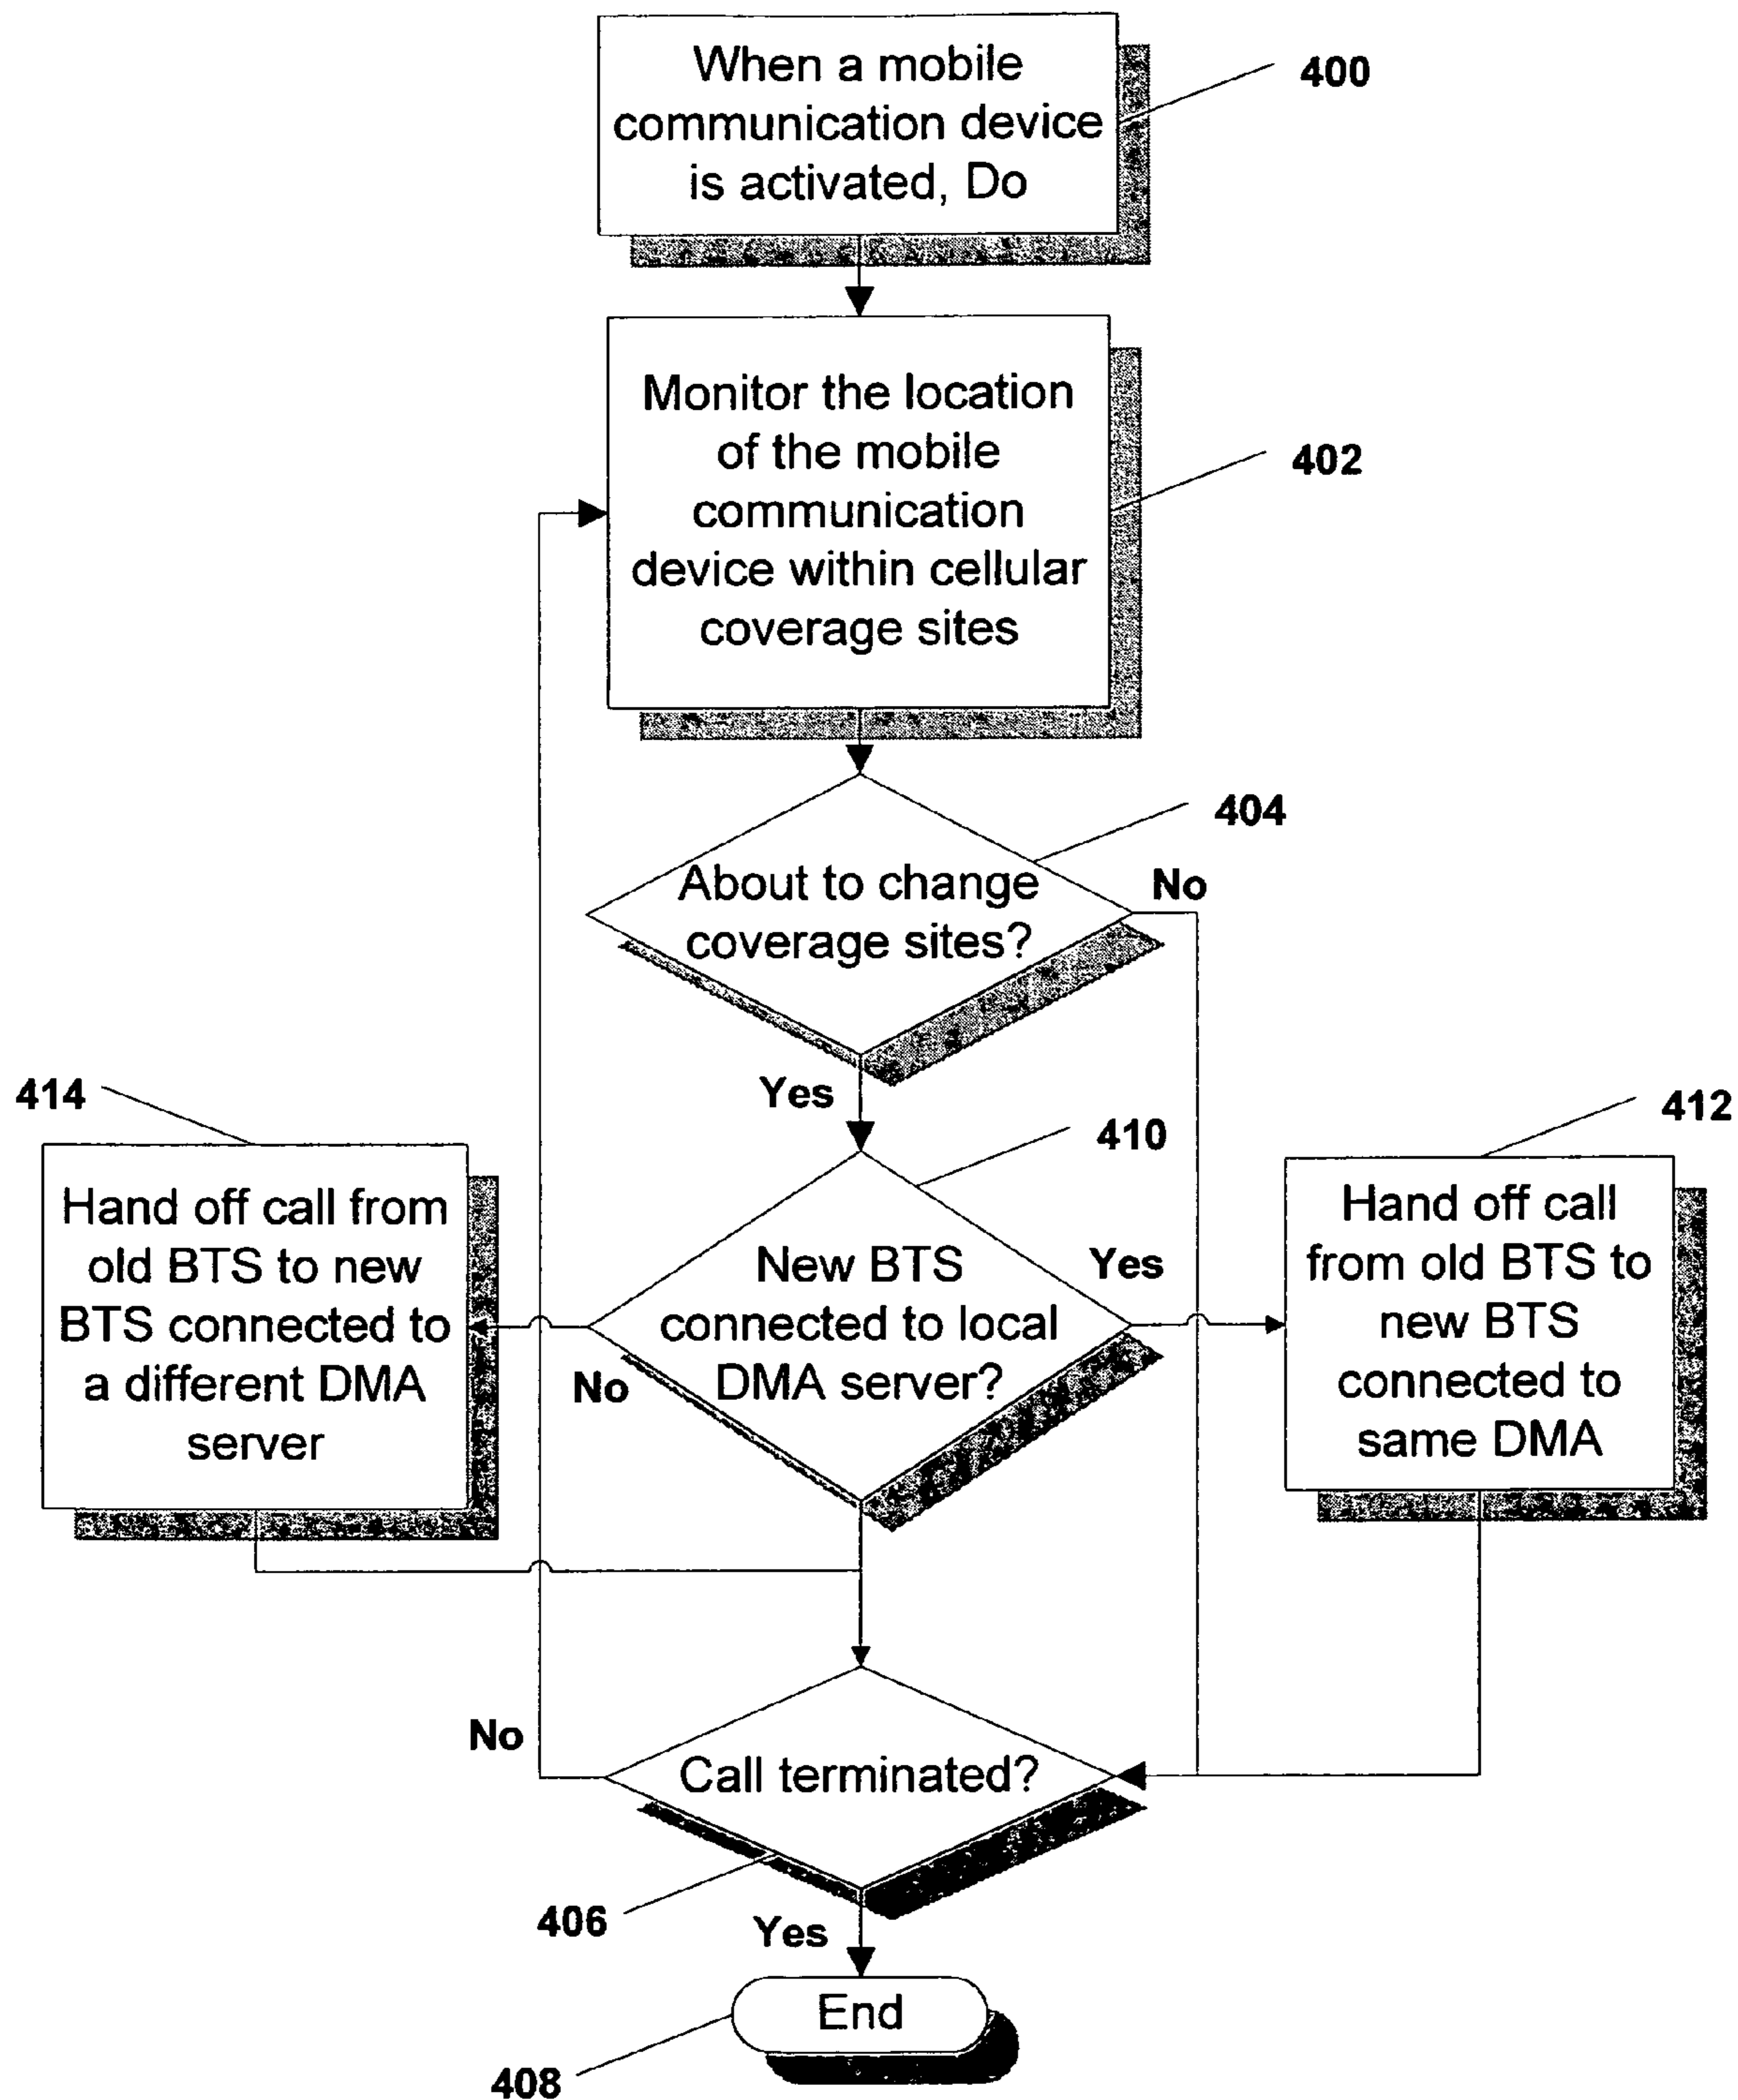 When a mobile
communication device
is activated, Do
400
Monitor the location
of the mobile
communication
device within cellular
coverage sites
402
404
About to change
coverage sites?
No
Yes
414
410
412
Hand off call from
old BTS to new
BTS connected to
a different DMA
server
New BTS
connected to local
DMA server?
Yes
No
Hand off call
from old BTS to
new BTS
connected to
same DMA
No
Call terminated?
406
Yes
End
408